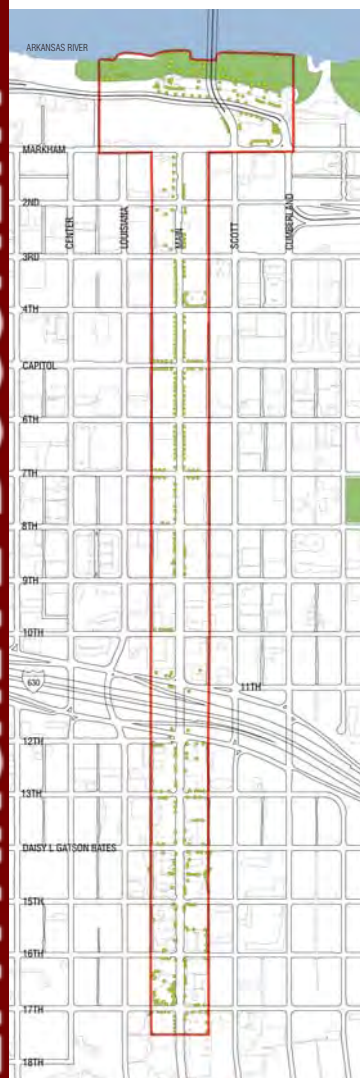 ARKANSAS RIVER
MARKHAM
2ND
CENTER
LOUISIANA
MAIN
SCOTT
CUMBERLAND
3RD
4TH
CAPITOL
6TH
7TH
8TH
9TH
10TH
630
11TH
12TH
13TH
DAISY L GATSON BATES
15TH
16TH
17TH
18TH